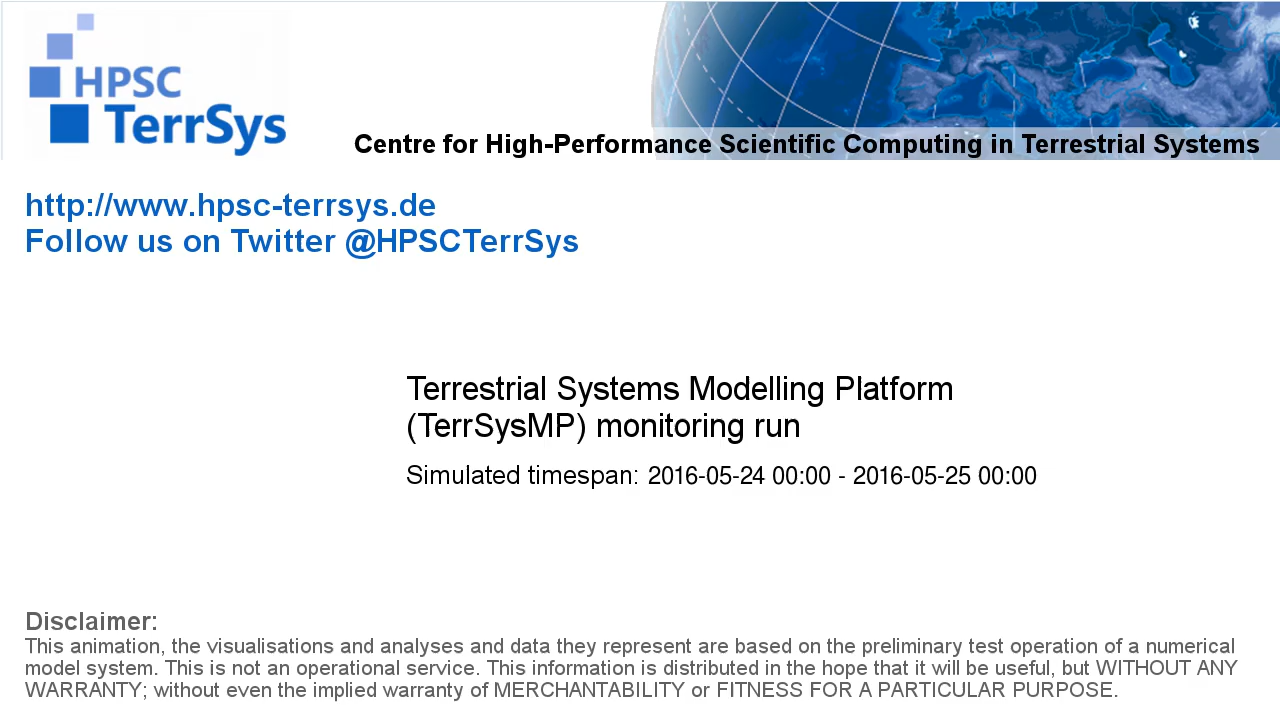 HPSC
TerrSys
Centre for High-Performance Scientific Computing in Terrestrial Systems
http://www.hpsc-terrsys.de
Follow us on Twitter @HPSCTerrSys
Terrestrial Systems Modelling Platform
(TerrSysMP) monitoring run
Simulated timespan: 2016-05-24 00:00 - 2016-05-25 00:00
Disclaimer:
This animation, the visualisations and analyses and data they represent are based on the preliminary test operation of a numerical
model system. This is not an operational service. This information is distributed in the hope that it will be useful, but WITHOUT ANY
WARRANTY; without even the implied warranty of MERCHANTABILITY or FITNESS FOR A PARTICULAR PURPOSE.